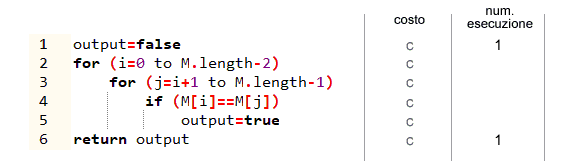 costo num. esecuzione
1 output=false c 1
2 for (i=0 to M.length-2) c
3 for (j=i+1 to M.length-1) c
4 if (M[i]==M[j]) c
5 output=true c
6 return output c 1